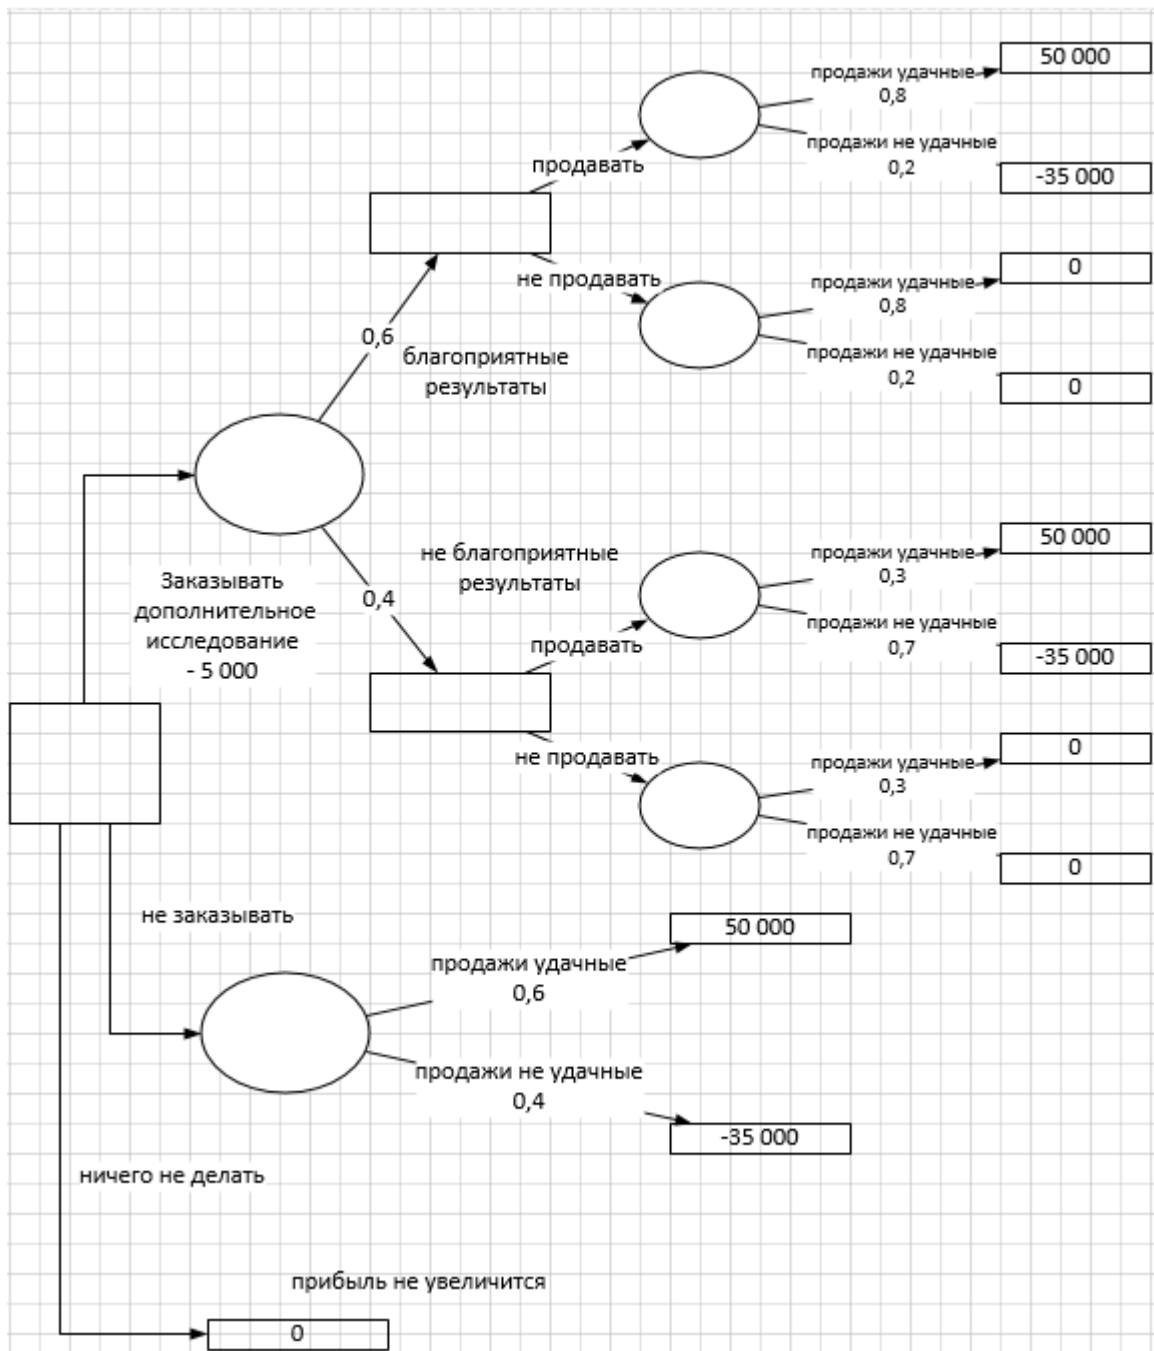 50 000
продажи удачные
0,8
продажи не удачные
0,2
-35 000
продавать
не продавать
0
продажи удачные
0,8
продажи не удачные
0,2
0
0,6
благоприятные
результаты
50 000
не благоприятные
результаты
продажи удачные
0,3
продажи не удачные
0,7
-35 000
Заказывать
дополнительное
исследование
- 5 000
0,4
продавать
не продавать
0
продажи удачные
0,3
продажи не удачные
0,7
0
не заказывать
50 000
продажи удачные
0,6
продажи не удачные
0,4
-35 000
ничего не делать
прибыль не увеличится
0